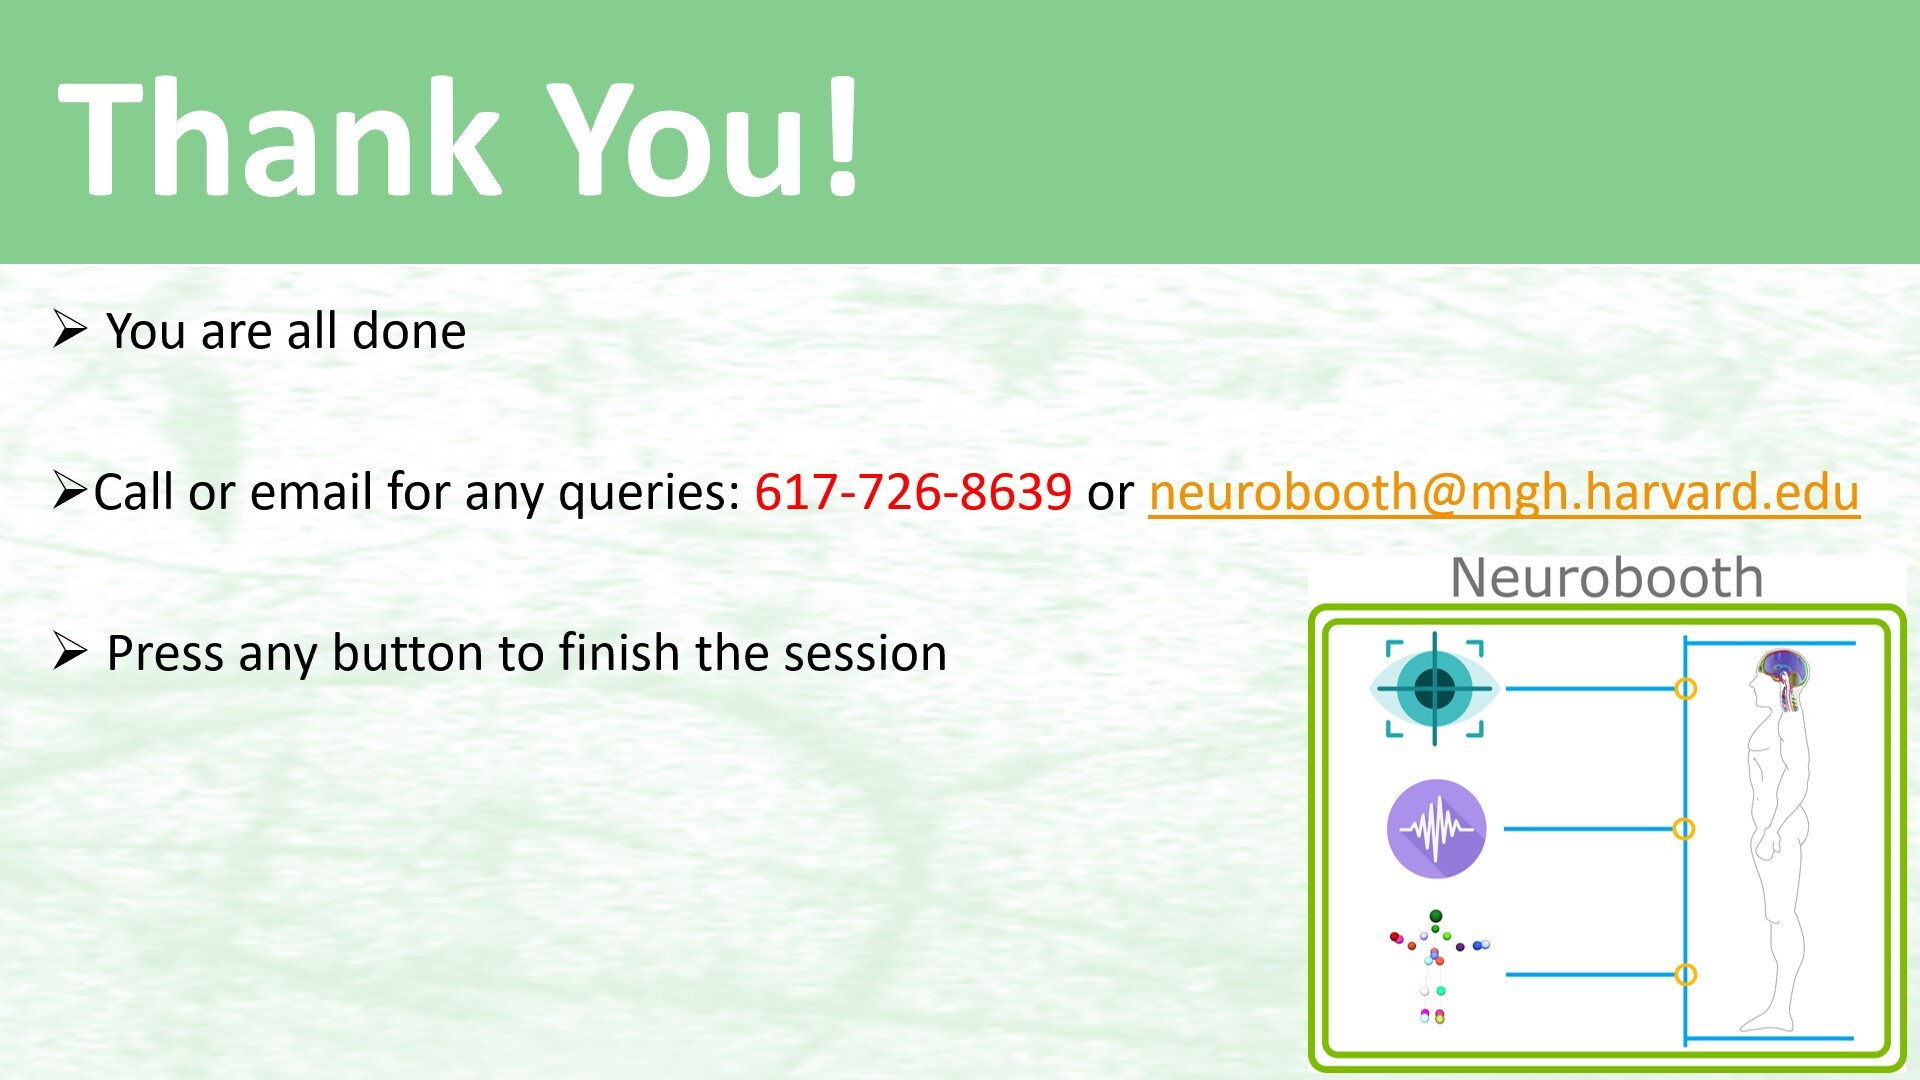 Thank You!
➢ You are all done
➢Call or email for any queries: 617-726-8639 or neurobooth@mgh.harvard.edu
➢ Press any button to finish the session
Neurobooth